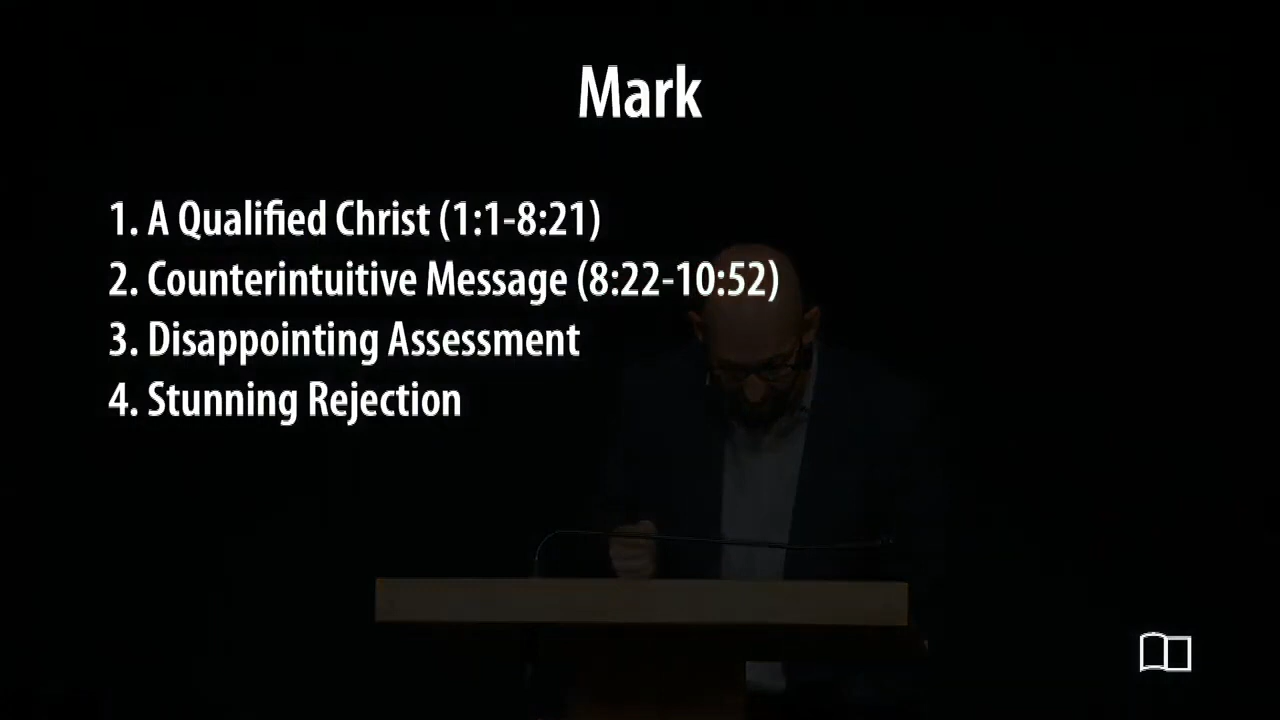 Mark
1. A Qualified Christ (1:1-8:21)
2. Counterintuitive Message (8:22-10:52)
3. Disappointing Assessment
4. Stunning Rejection